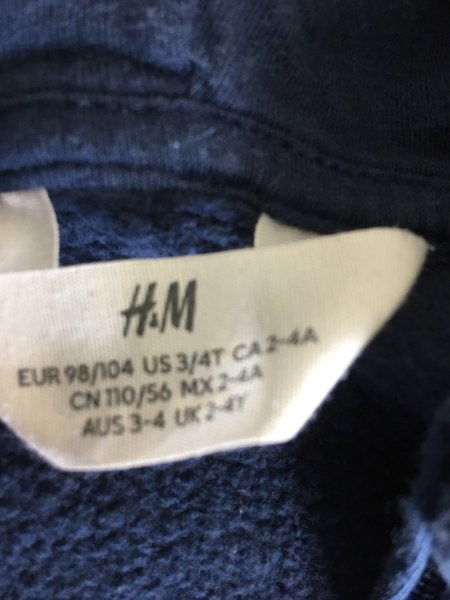 H&M
EUR 98/104 US 3/4T CA 2-4A
CN 110/56 MX 2-4A
AUS 3-4 UK 2-4Y